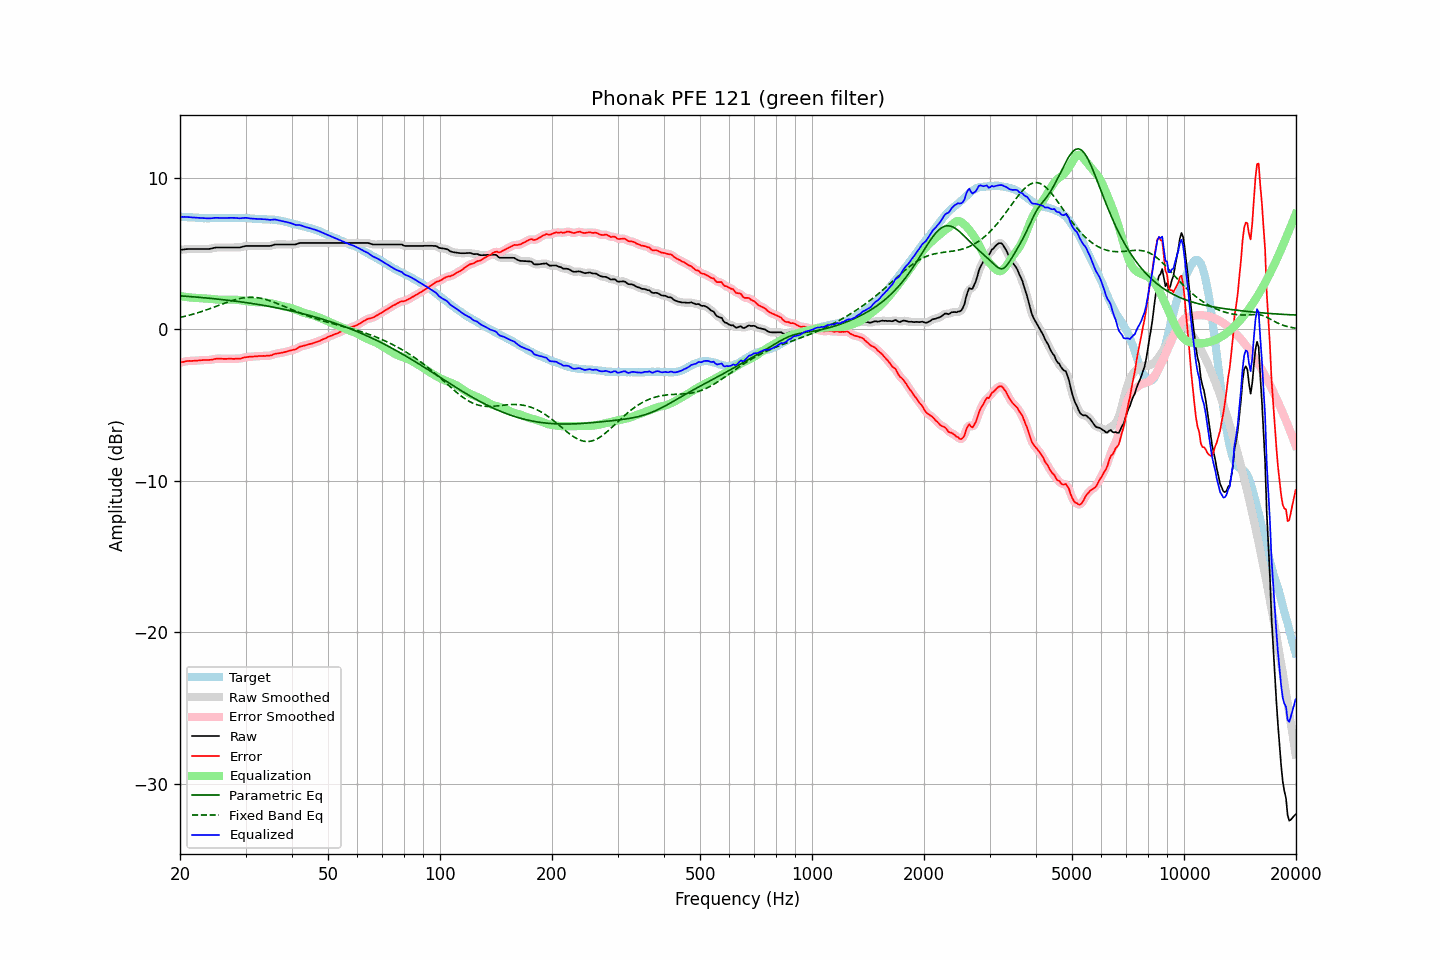 Phonak PFE 121 (green filter)
Amplitude (dBr)
10
0
−10
−20
−30
Target
Raw Smoothed
Error Smoothed
Raw
Error
Equalization
Parametric Eq
Fixed Band Eq
Equalized
20 50 100 200 500 1000 2000 5000 10000 20000
Frequency (Hz)